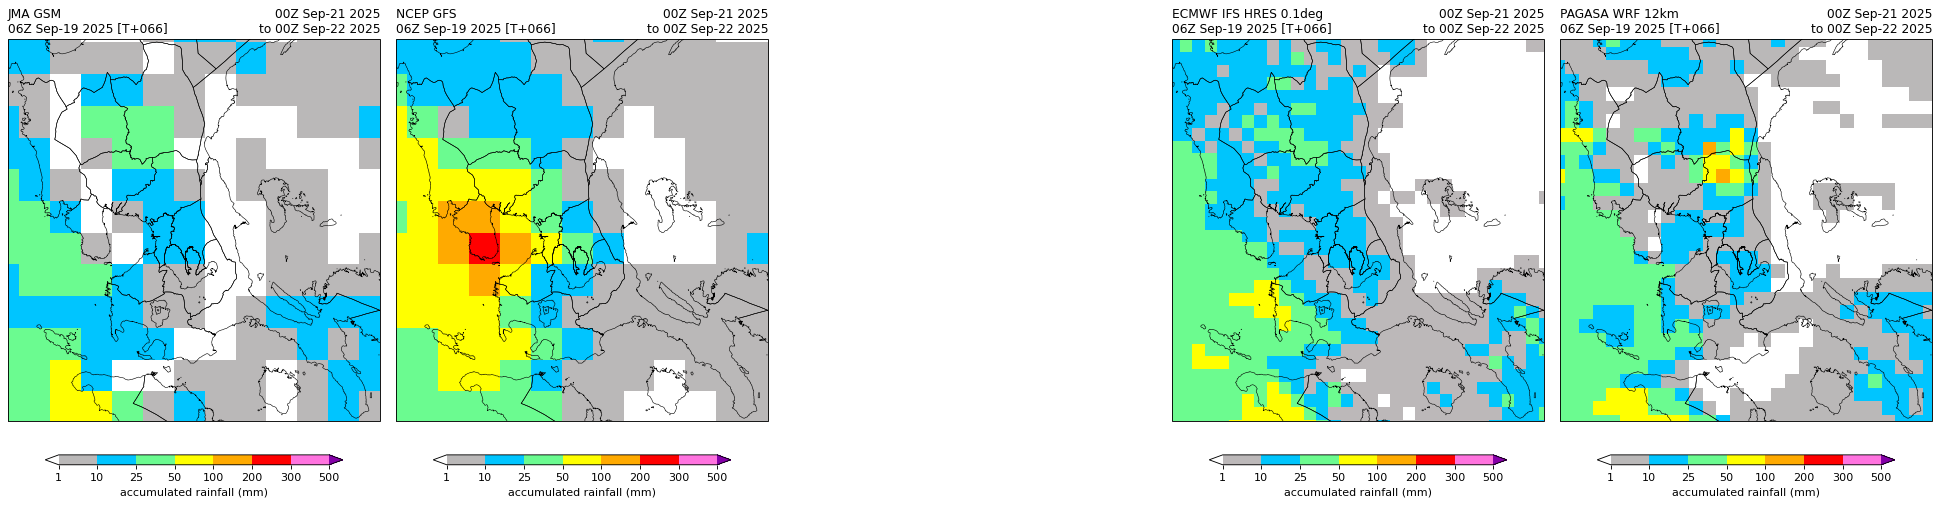 JMA GSM 00Z Sep-21 2025
06Z Sep-19 2025 [T+066] to 00Z Sep-22 2025
1 10 25 50 100 200 300 500
accumulated rainfall (mm)
NCEP GFS 00Z Sep-21 2025
06Z Sep-19 2025 [T+066] to 00Z Sep-22 2025
1 10 25 50 100 200 300 500
accumulated rainfall (mm)
ECMWF IFS HRES 0.1deg 00Z Sep-21 2025
06Z Sep-19 2025 [T+066] to 00Z Sep-22 2025
1 10 25 50 100 200 300 500
accumulated rainfall (mm)
PAGASA WRF 12km 00Z Sep-21 2025
06Z Sep-19 2025 [T+066] to 00Z Sep-22 2025
1 10 25 50 100 200 300 500
accumulated rainfall (mm)